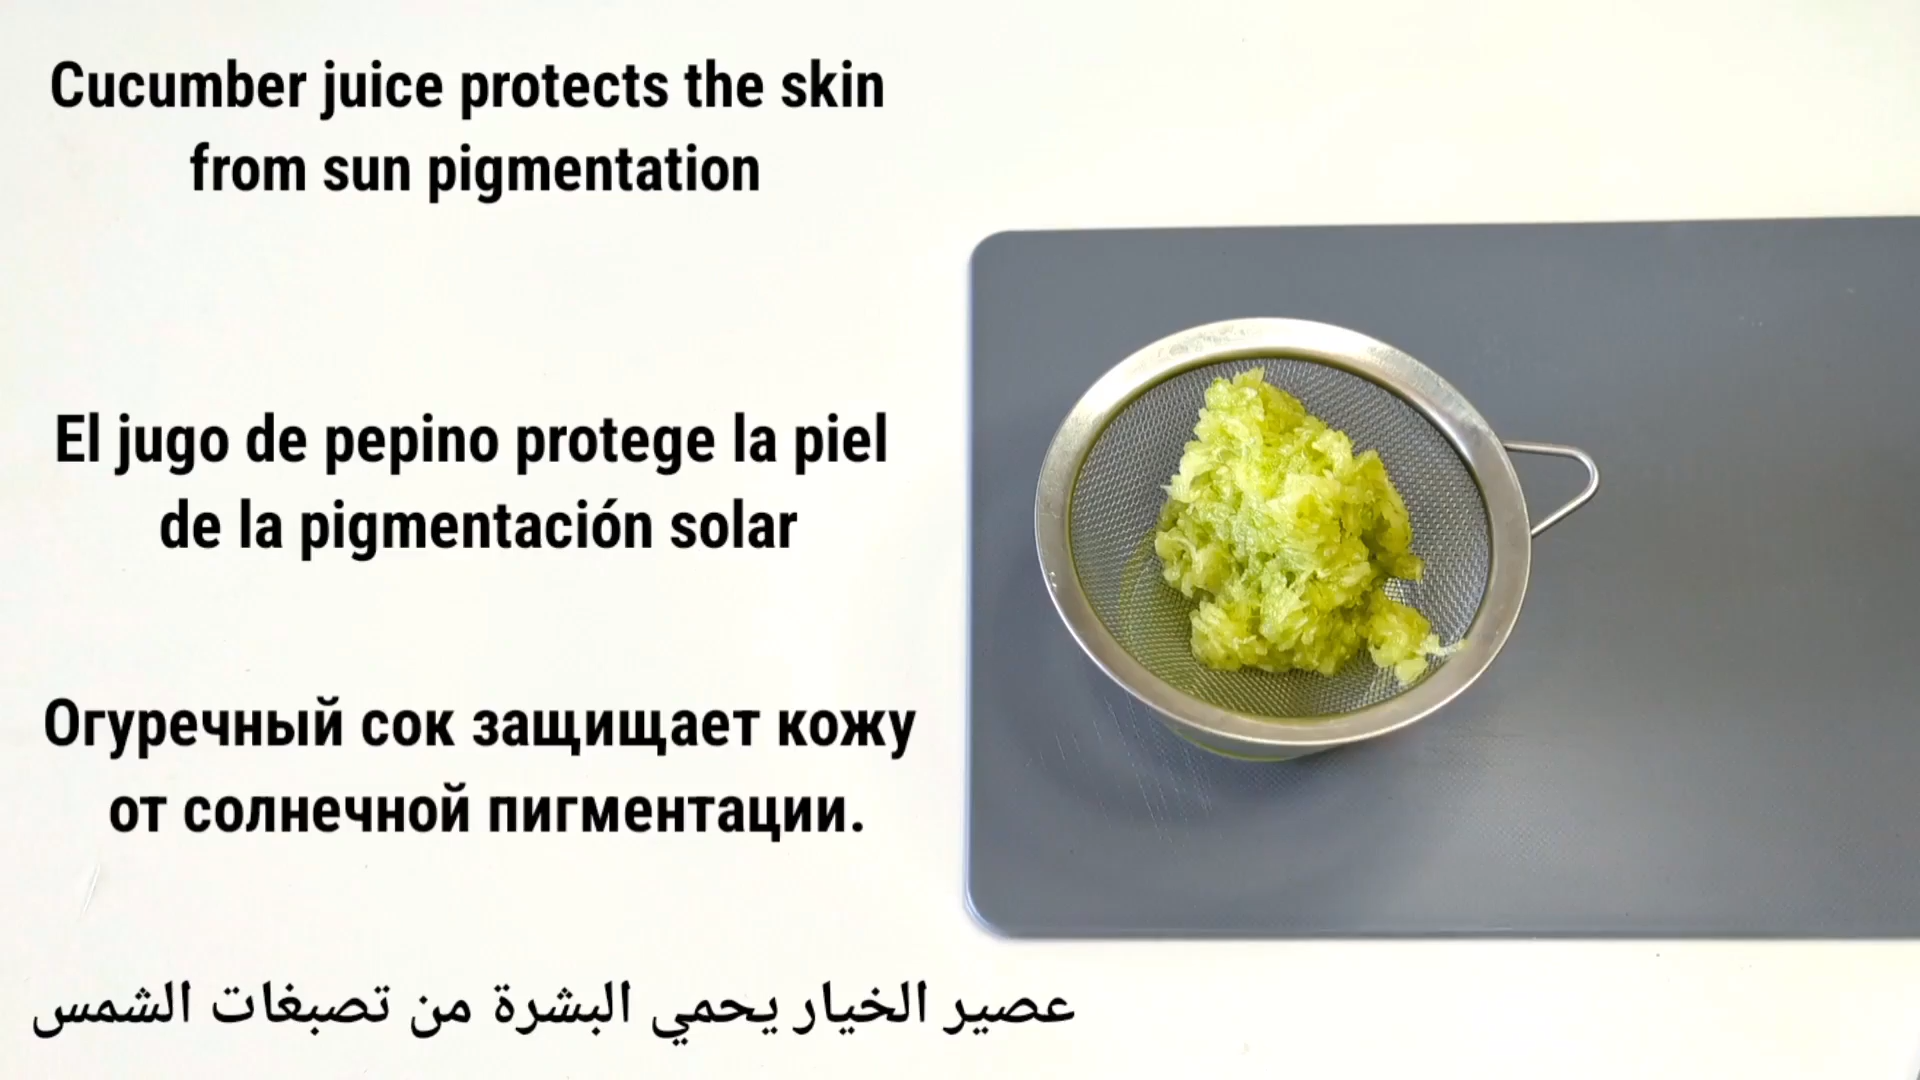 Cucumber juice protects the skin
from sun pigmentation
El jugo de pepino protege la piel
de la pigmentación solar
Огуречный сок защищает кожу
от солнечной пигментации.
عصير الخيار يحمي البشرة من تصبغات الشمس